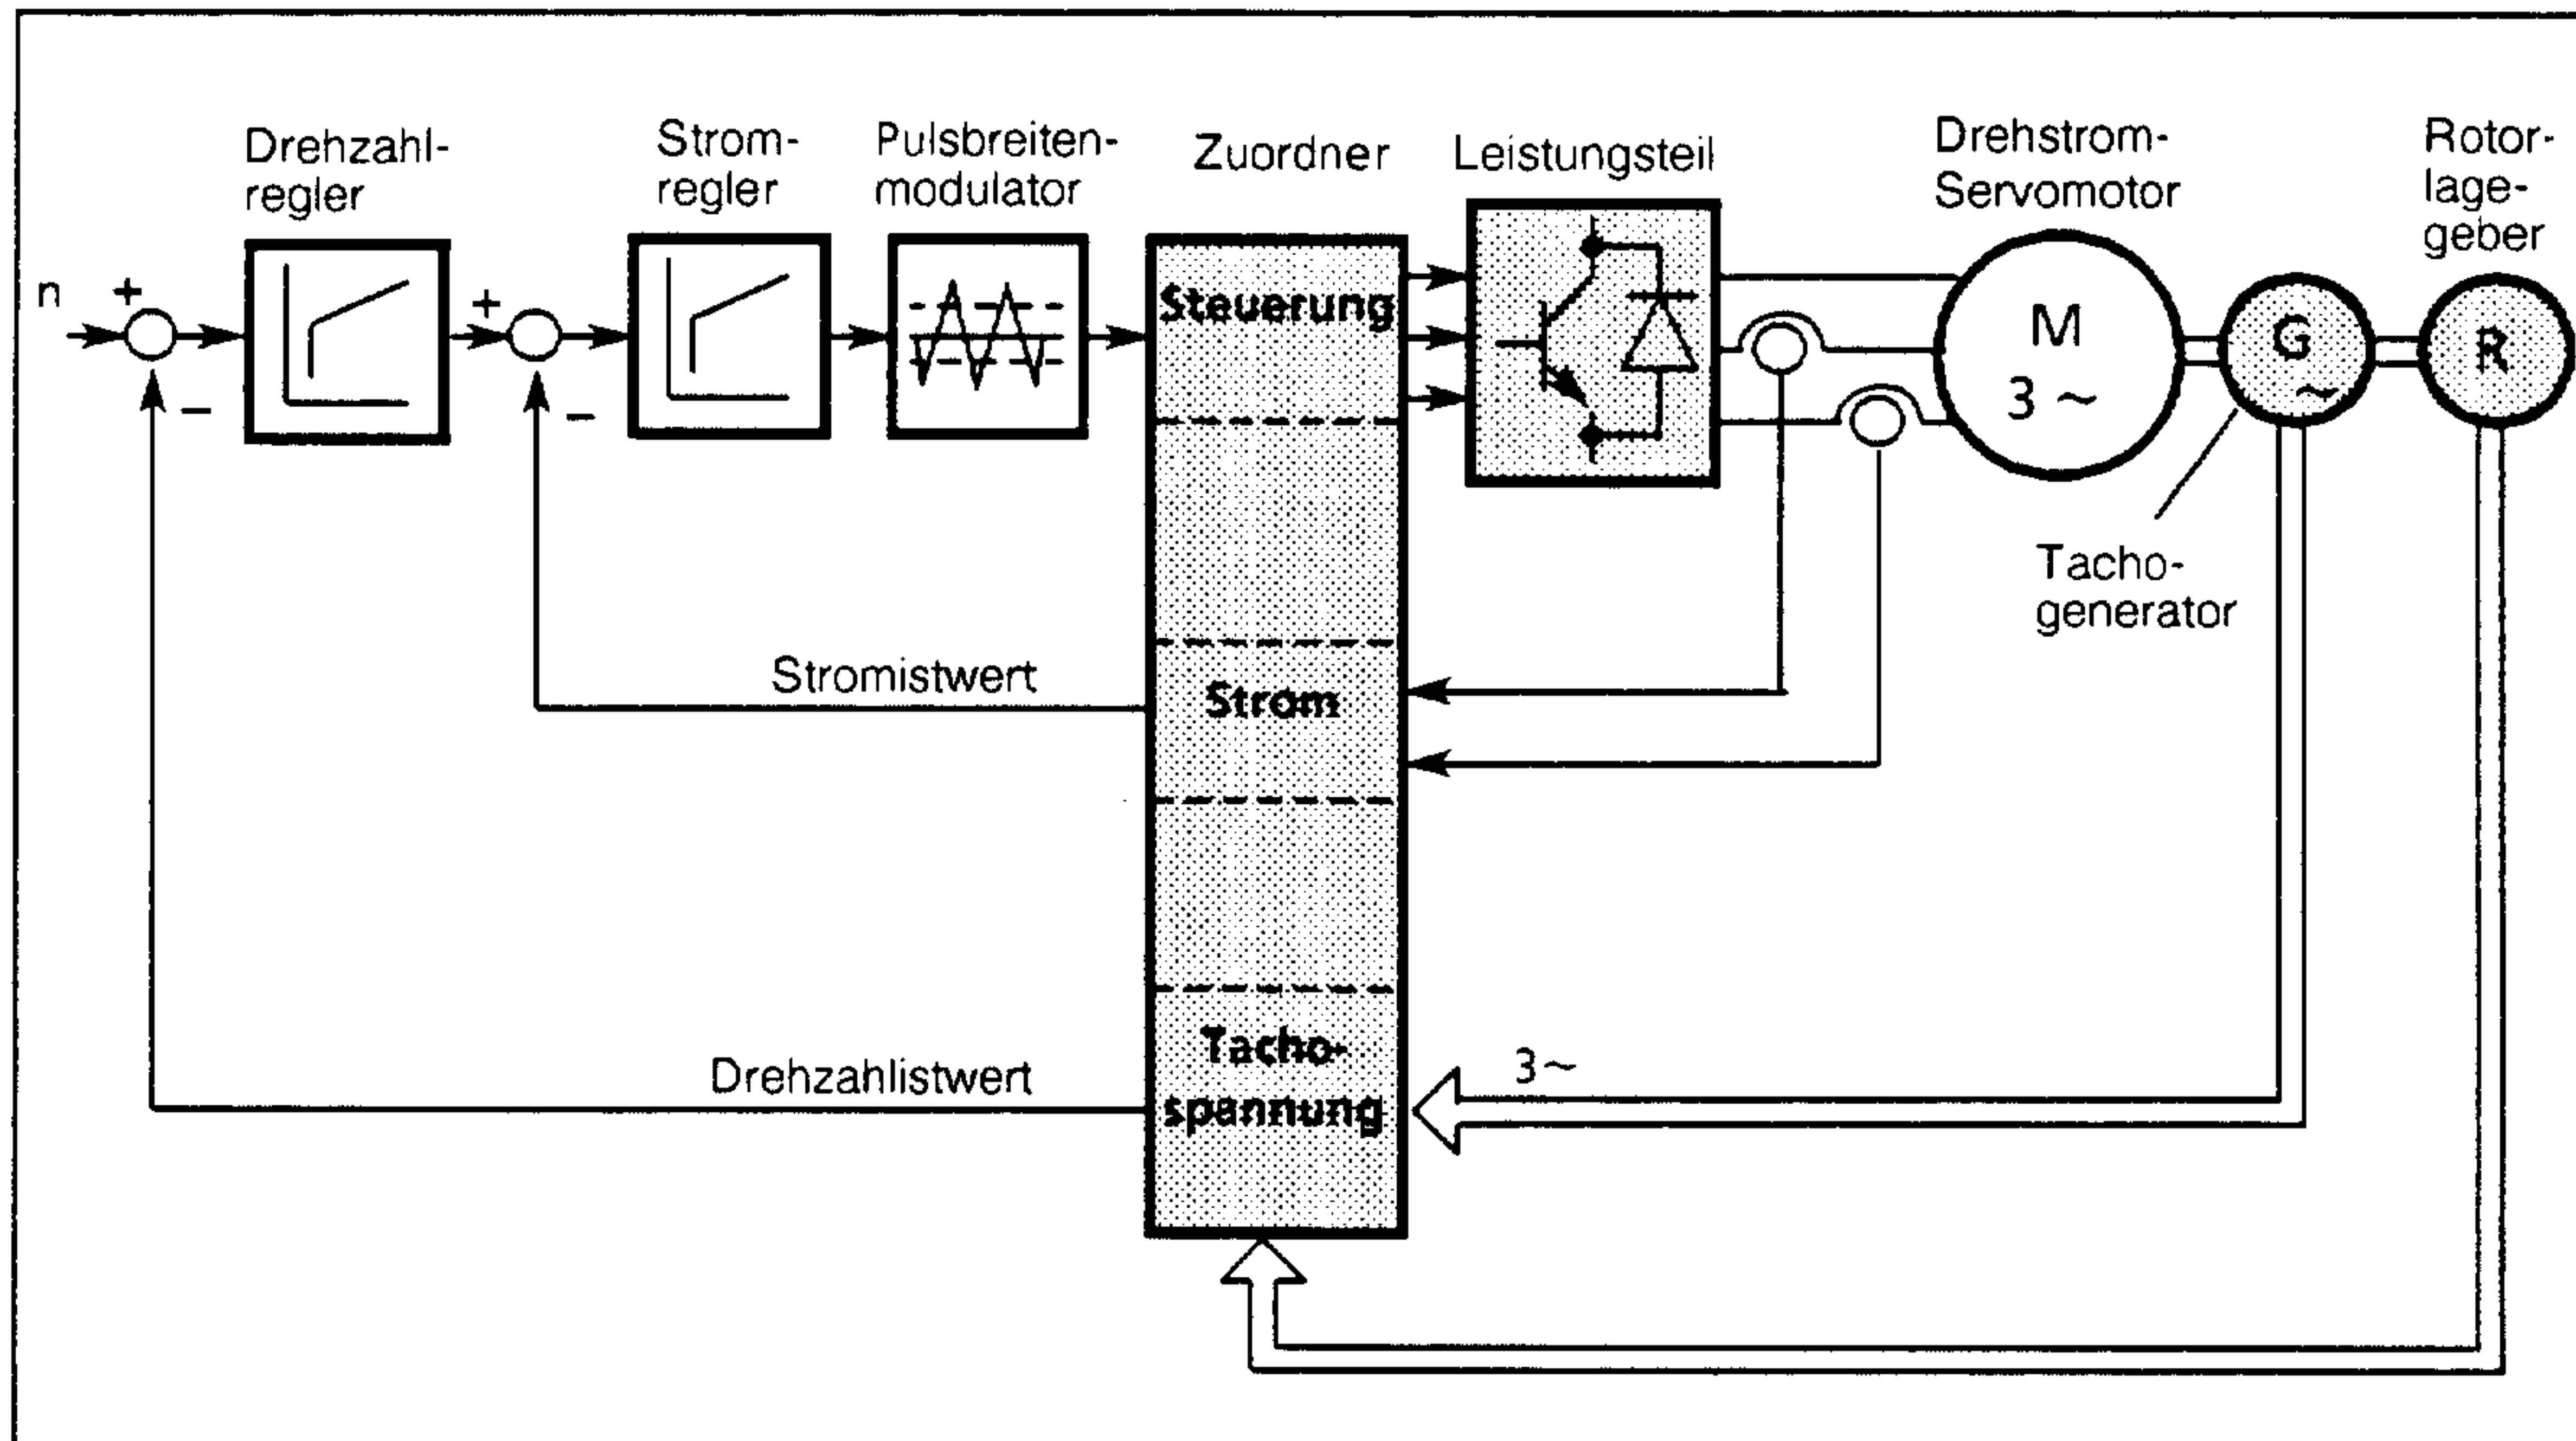 Drehzahl-
regler
Strom-
regler
Pulsbreiten-
modulator
Zuordner
Leistungsteil
Drehstrom-
Servomotor
Rotor-
lage-
geber
n
+
−
+
−
Steuerung
M
3 ~
G
~
R
Tacho-
generator
Stromistwert
Strom
Drehzahlistwert
Tacho-
spannung
3~